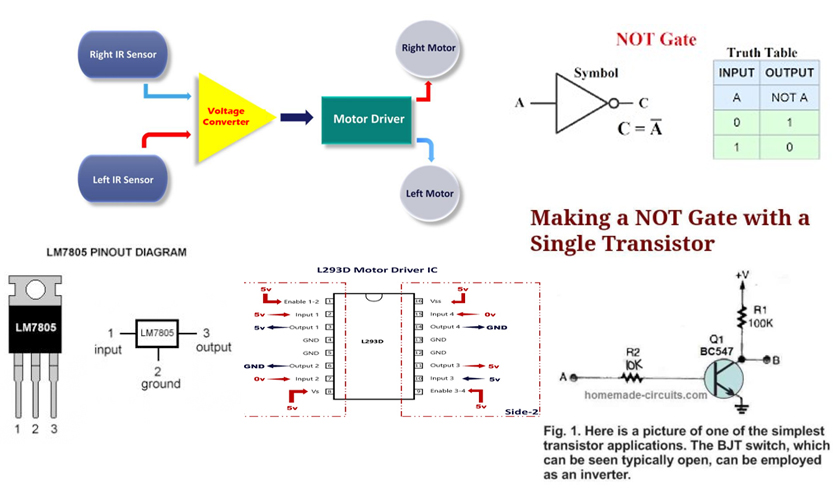 Right IR Sensor
Left IR Sensor
Voltage
Converter
Motor Driver
Right Motor
Left Motor
NOT Gate
Symbol
A
C
C = A̅
Truth Table
INPUT OUTPUT
A NOT A
0 1
1 0
LM7805 PINOUT DIAGRAM
LM7805
1 2 3
1
input
LM7805
3
output
2
ground
L293D Motor Driver IC
5v
Enable 1-2 1
5v Input 1 2
5v Output 1 3
GND 4
GND 5
GND Output 2 6
0v Input 2 7
Vs 8
5v
L293D
5v
16 Vss
15 Input 4 0v
14 Output 4 GND
13 GND
12 GND
11 Output 3 5v
10 Input 3 5v
9 Enable 3-4
5v
Side-2
Making a NOT Gate with a
Single Transistor
+V
R1
100K
Q1
BC547
B
R2
10K
A
homemade-circuits.com
Fig. 1. Here is a picture of one of the simplest
transistor applications. The BJT switch, which
can be seen typically open, can be employed
as an inverter.